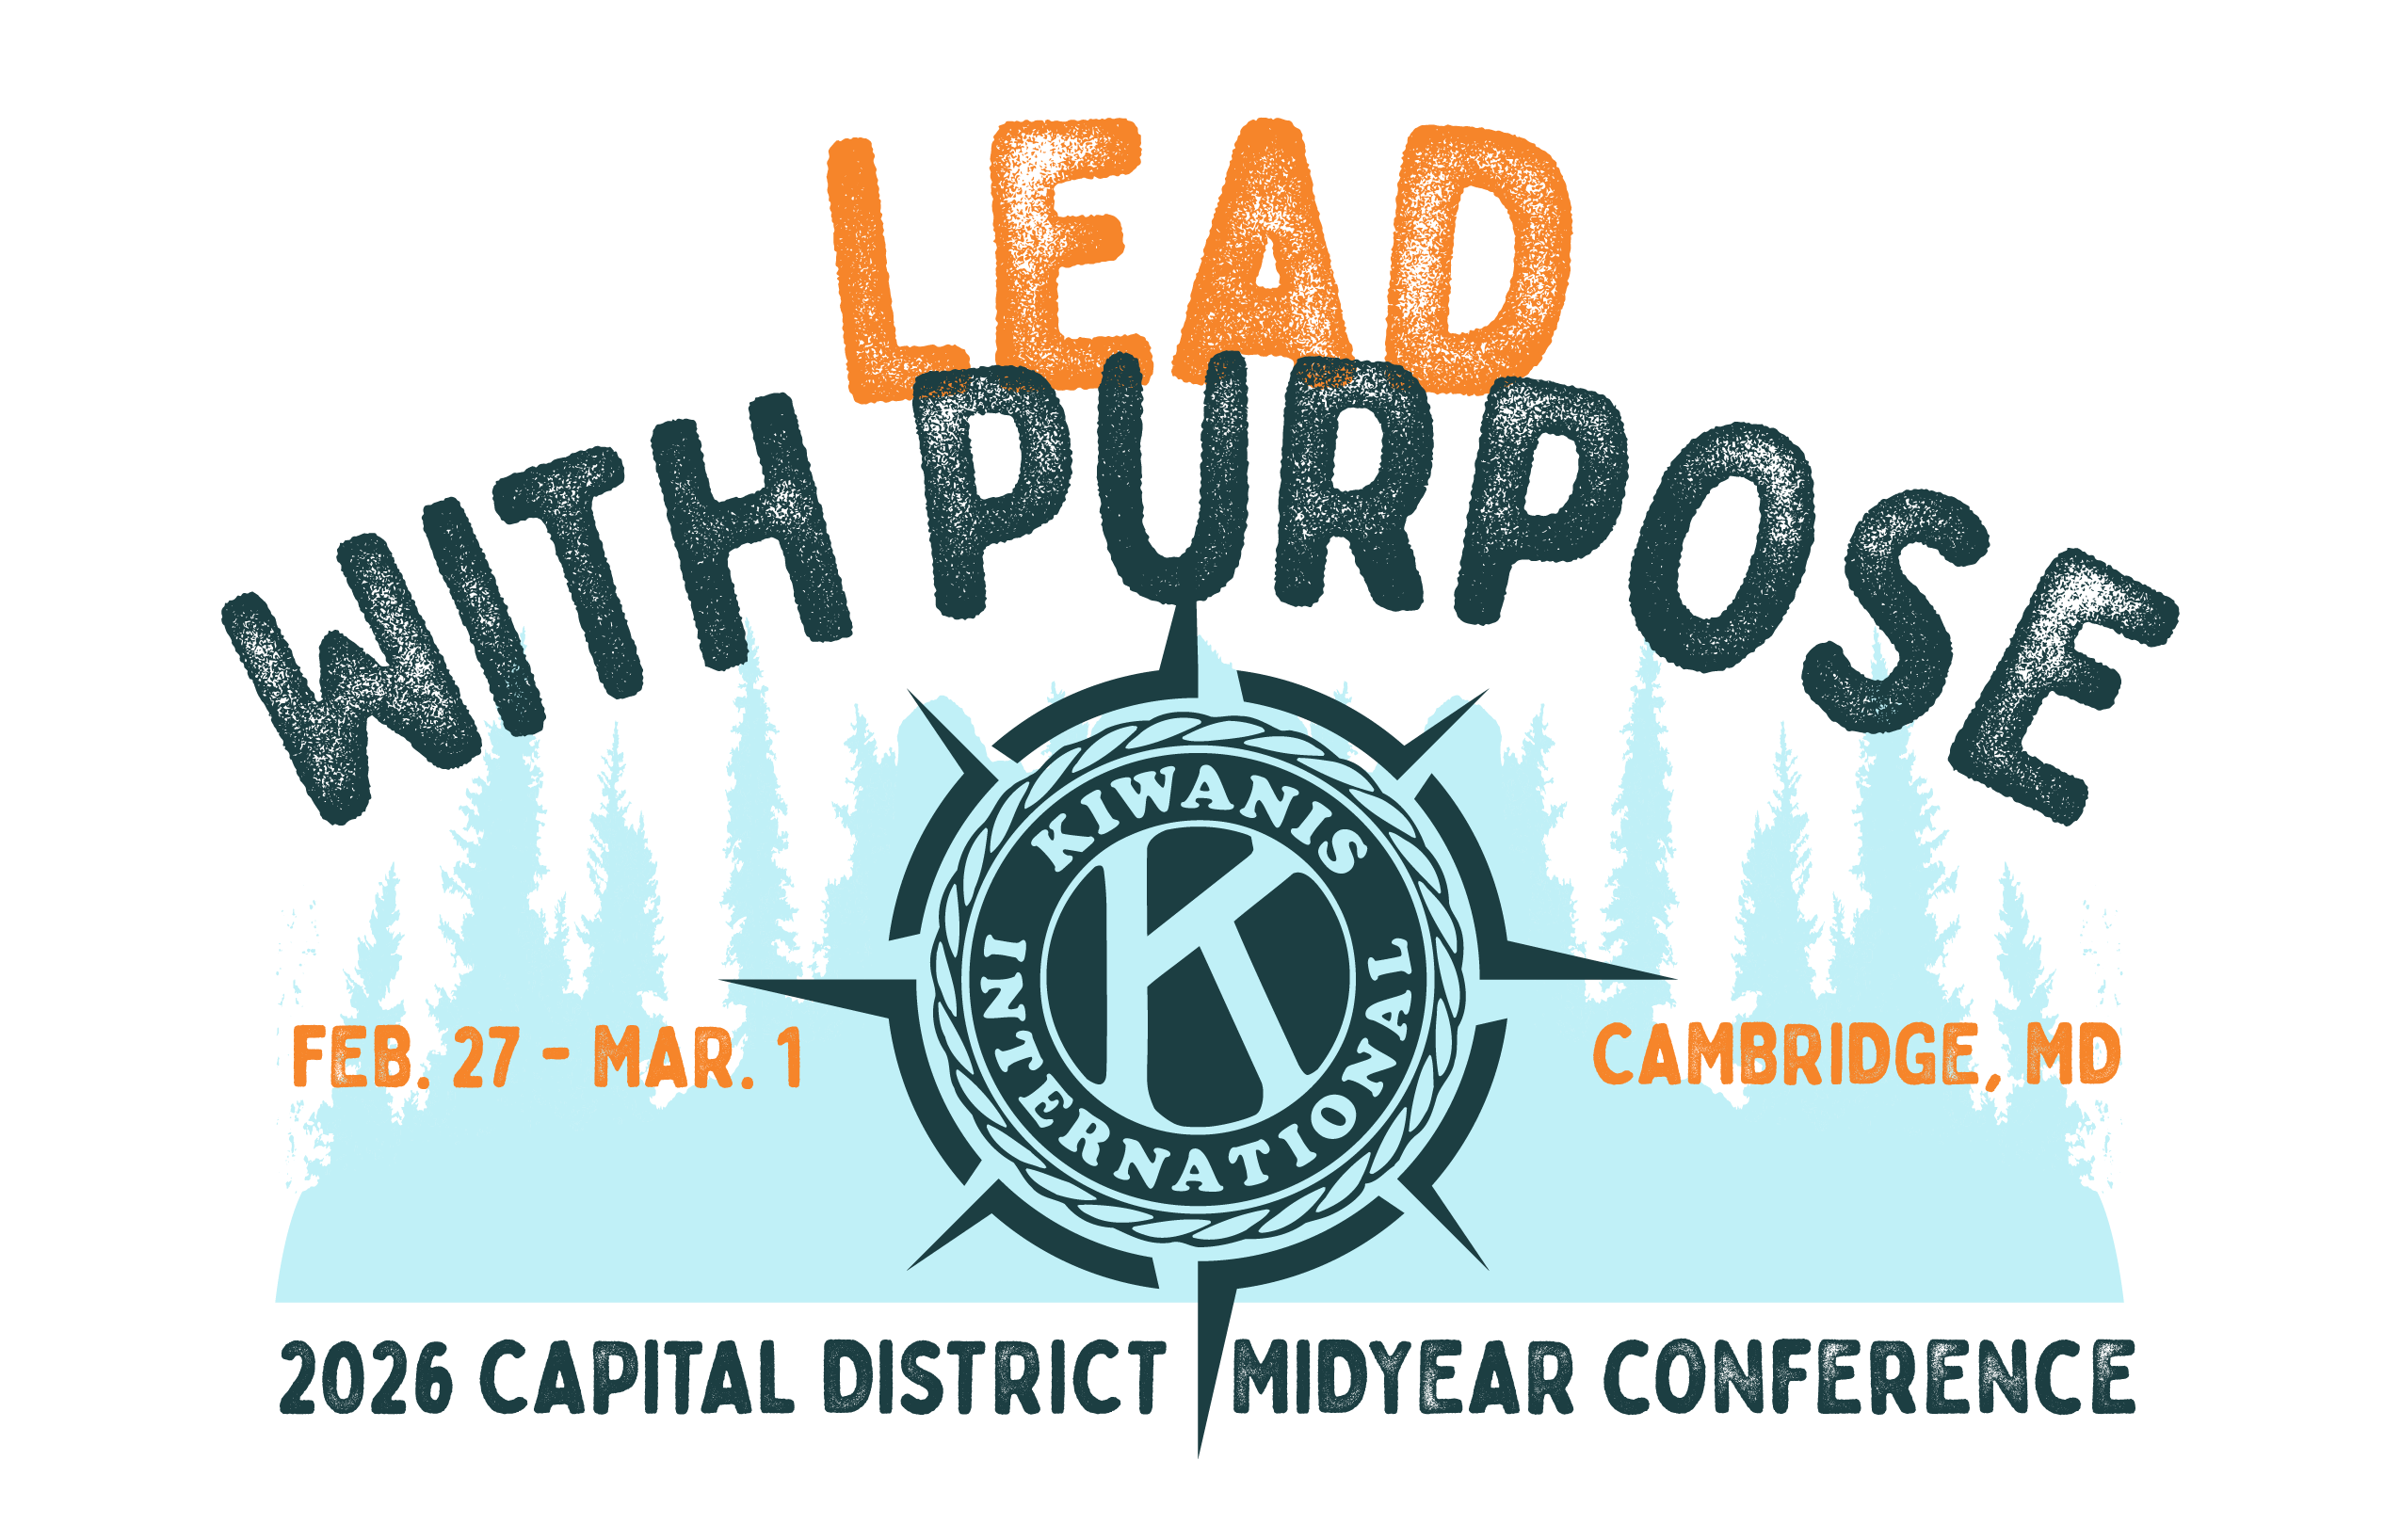 LEAD
WITH PURPOSE
KIWANIS
INTERNATIONAL
K
FEB. 27 - MAR. 1
CAMBRIDGE, MD
2026 CAPITAL DISTRICT MIDYEAR CONFERENCE